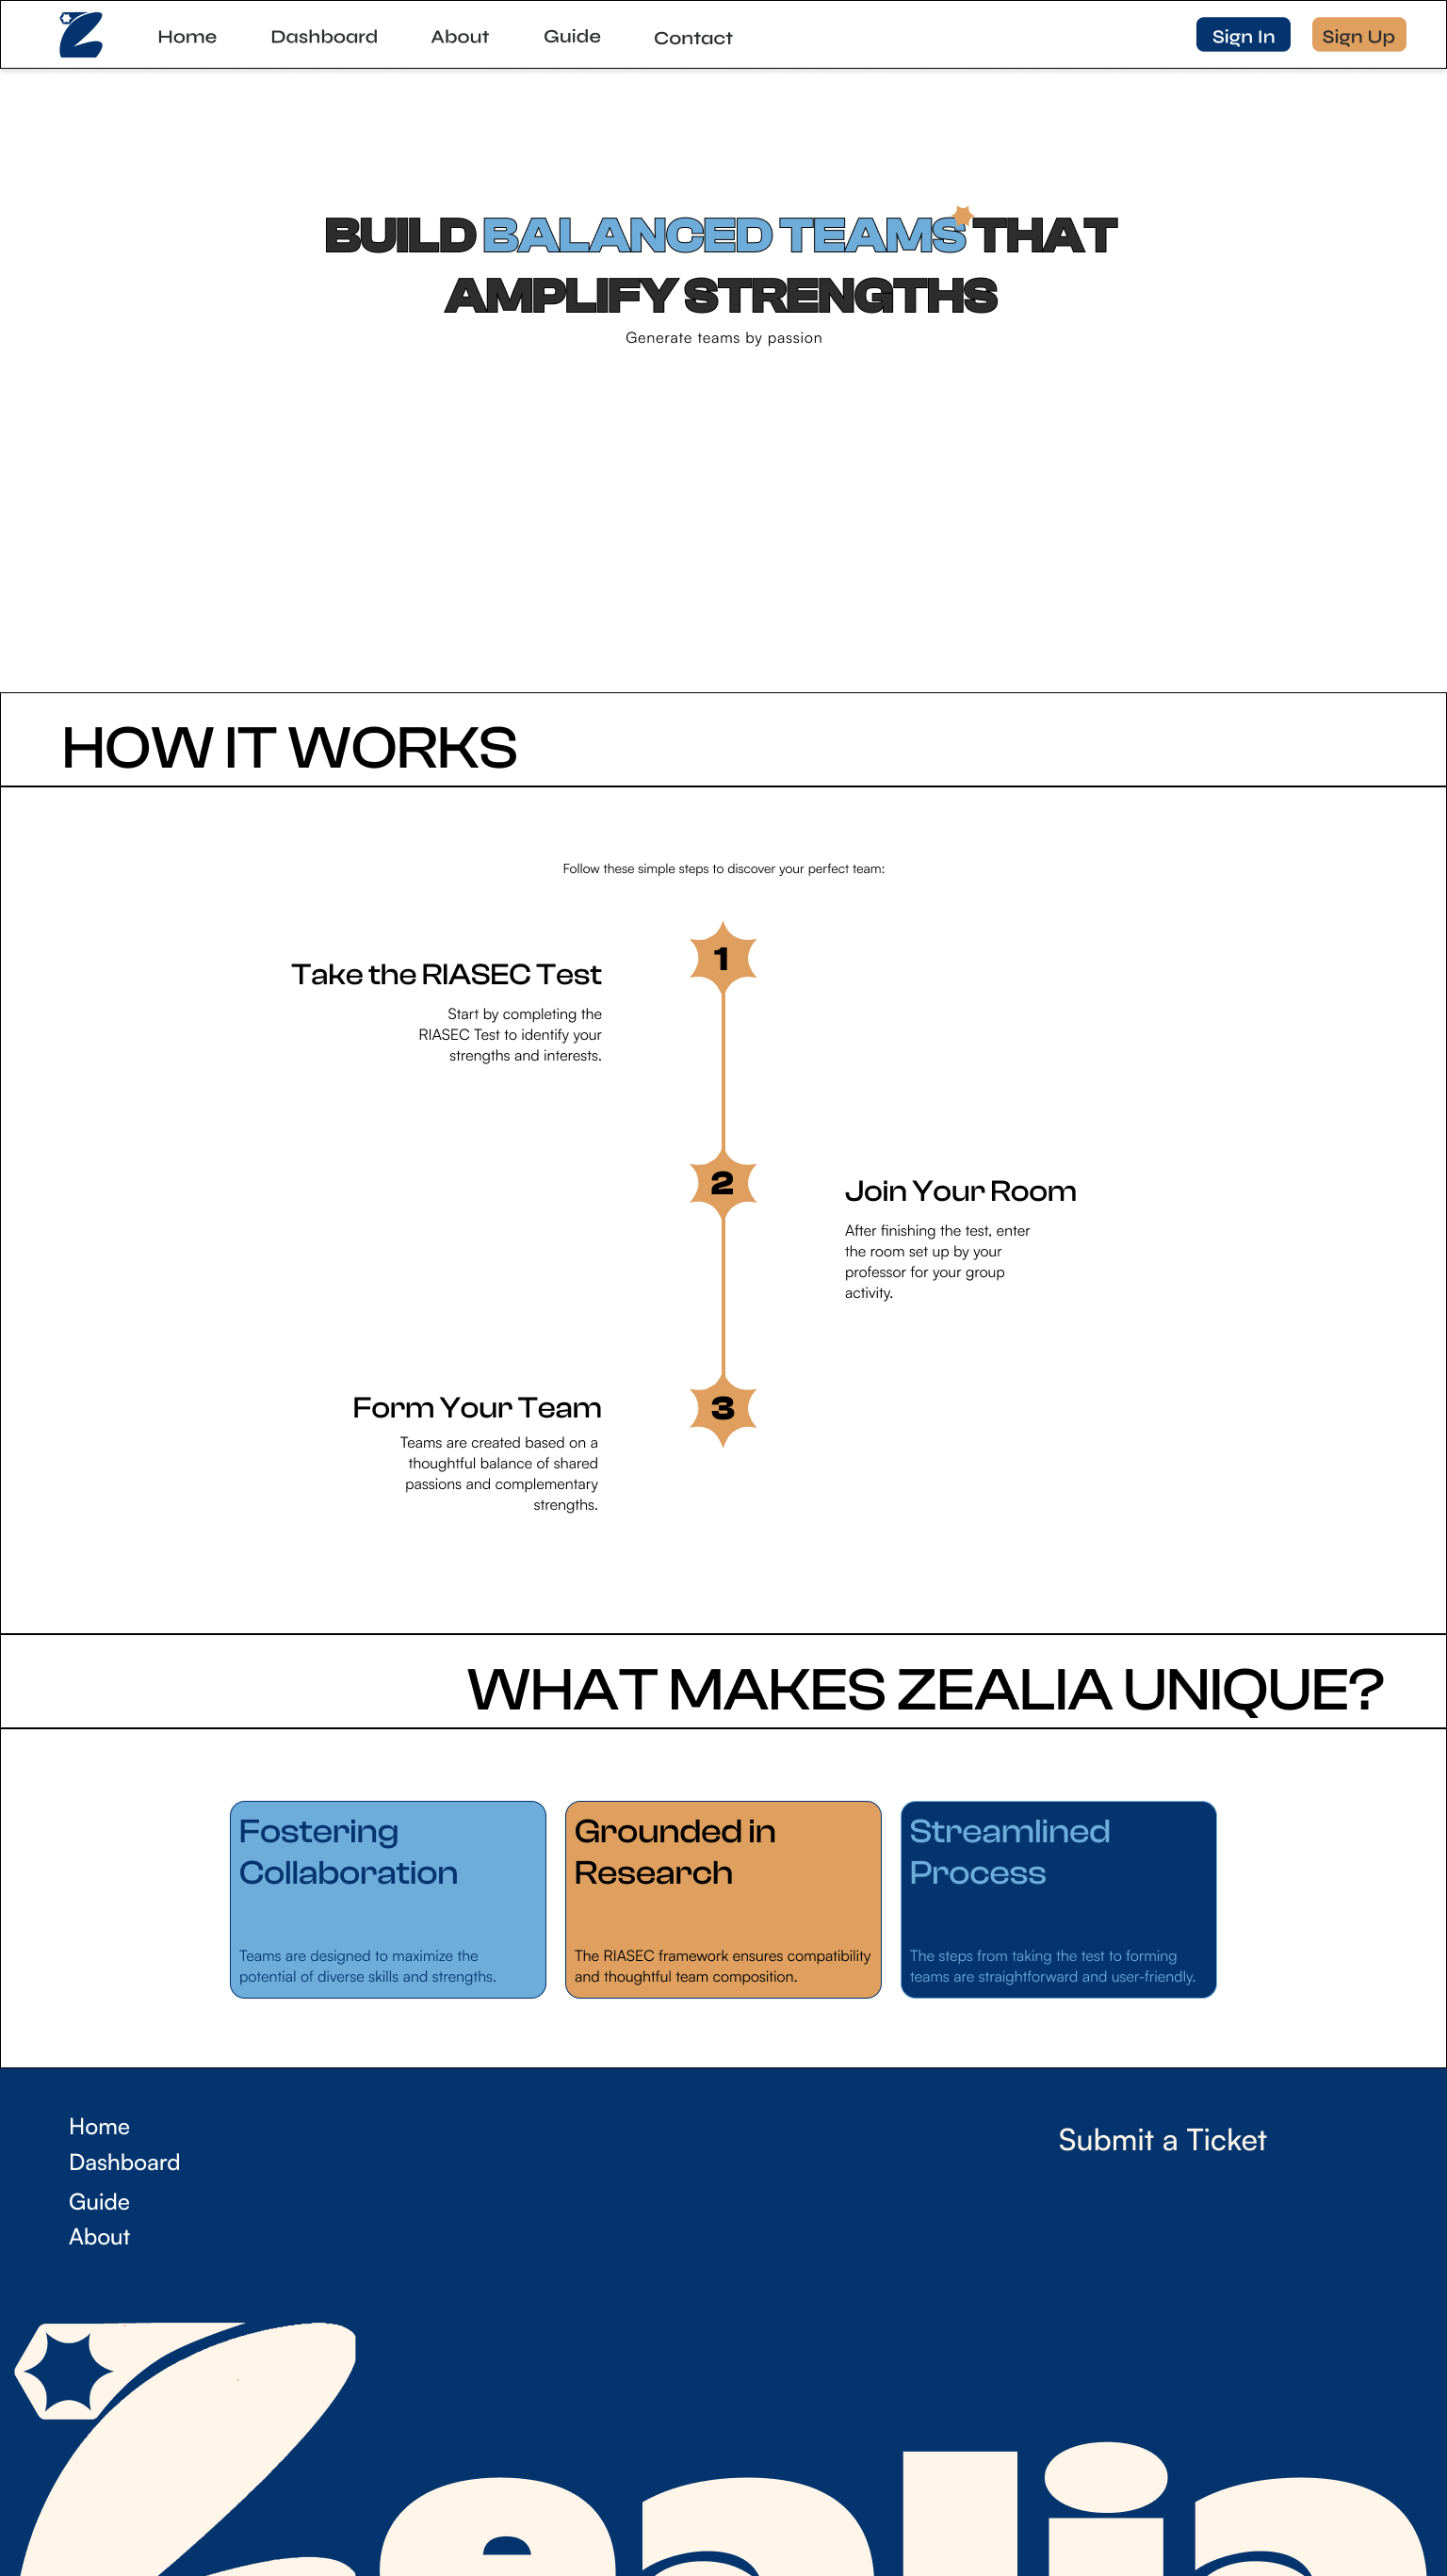 Home Dashboard About Guide Contact Sign In Sign Up
BUILD BALANCED TEAMS THAT
AMPLIFY STRENGTHS
Generate teams by passion
HOW IT WORKS
Follow these simple steps to discover your perfect team:
1
Take the RIASEC Test
Start by completing the
RIASEC Test to identify your
strengths and interests.
2
Join Your Room
After finishing the test, enter
the room set up by your
professor for your group
activity.
3
Form Your Team
Teams are created based on a
thoughtful balance of shared
passions and complementary
strengths.
WHAT MAKES ZEALIA UNIQUE?
Fostering
Collaboration
Teams are designed to maximize the
potential of diverse skills and strengths.
Grounded in
Research
The RIASEC framework ensures compatibility
and thoughtful team composition.
Streamlined
Process
The steps from taking the test to forming
teams are straightforward and user-friendly.
Home
Dashboard
Guide
About
Submit a Ticket
Zealia